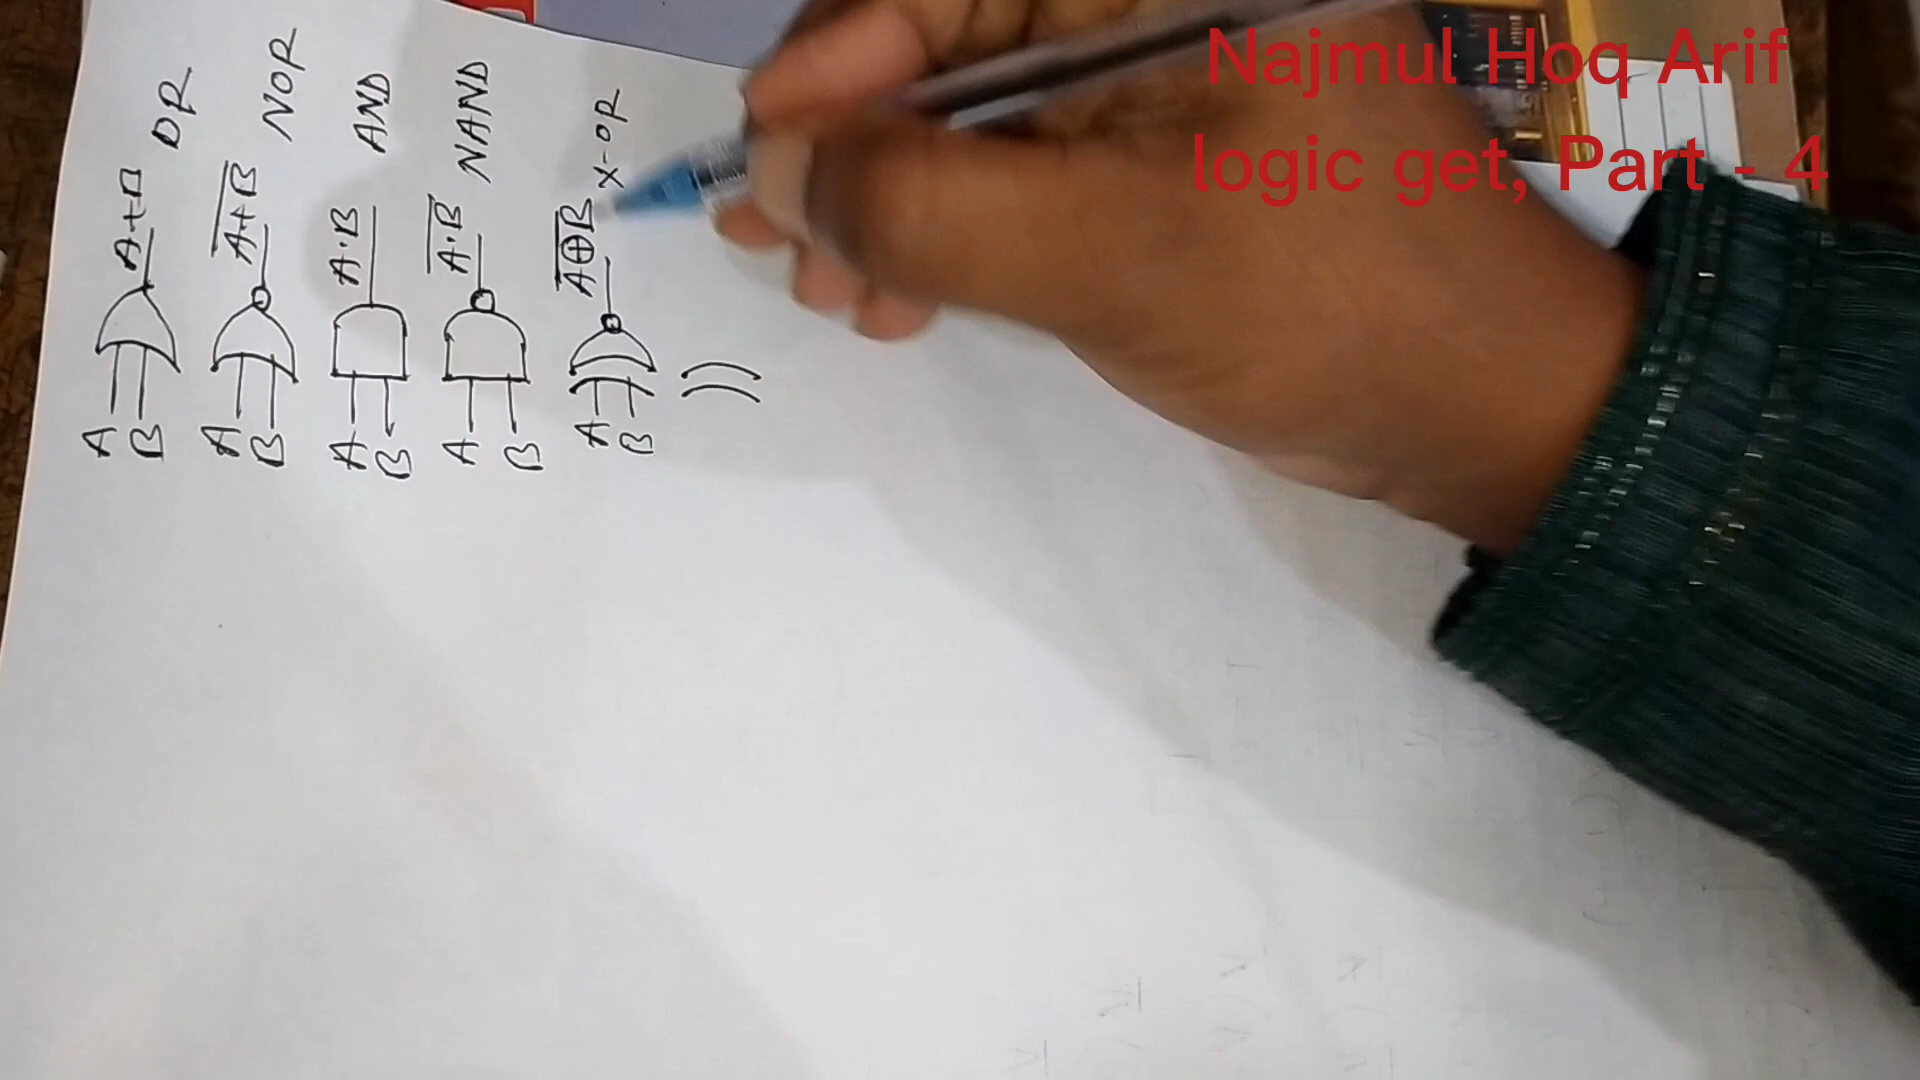 Najmul Hoq Arif
logic get, Part - 4
A
B
A+B OR
A
B
A+B NOR
A
B
A·B AND
A
B
A·B NAND
A
B
A⊕B X-OR